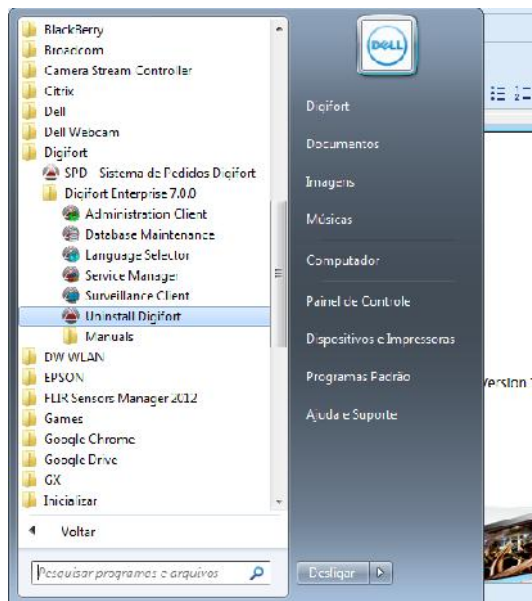 BlackBerry
Broadcom
Camera Stream Controller
Citrix
Dell
Dell Webcam
Digifort
SPD - Sistema de Pedidos Digifort
Digifort Enterprise 7.0.0
Administration Client
Database Maintenance
Language Selector
Service Manager
Surveillance Client
Uninstall Digifort
Manuals
DW WLAN
EPSON
FLIR Sensors Manager 2012
Games
Google Chrome
Google Drive
GX
Inicializar
Voltar
Pesquisar programas e arquivos
DELL
Digifort
Documentos
Imagens
Músicas
Computador
Painel de Controle
Dispositivos e Impressoras
Programas Padrão
Ajuda e Suporte
Desligar
Version